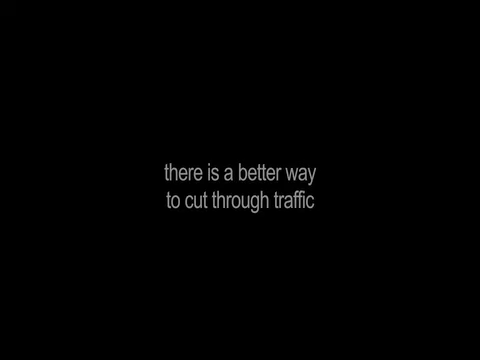 there is a better way
to cut through traffic